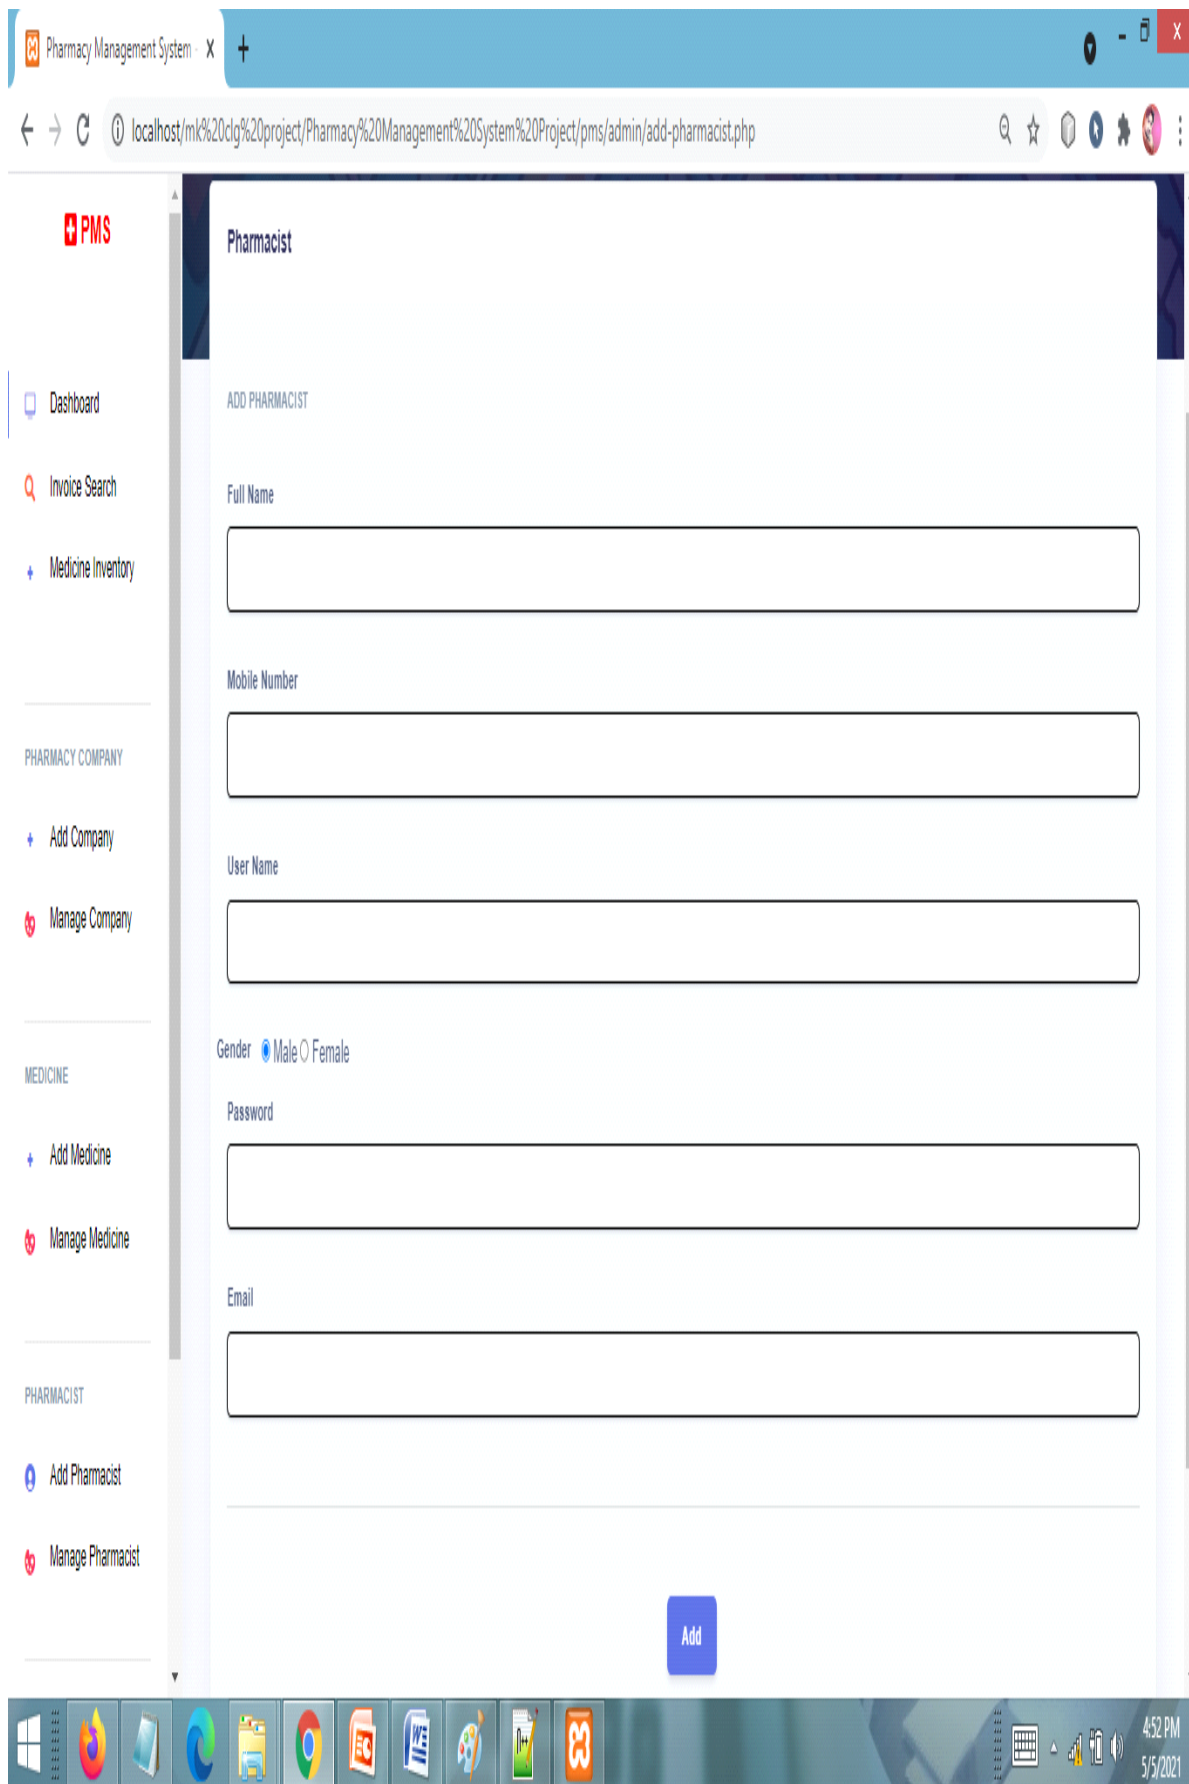 Pharmacy Management System -
localhost/mk%20clg%20project/Pharmacy%20Management%20System%20Project/pms/admin/add-pharmacist.php
PMS
Dashboard
Invoice Search
Medicine Inventory
PHARMACY COMPANY
Add Company
Manage Company
MEDICINE
Add Medicine
Manage Medicine
PHARMACIST
Add Pharmacist
Manage Pharmacist
Pharmacist
ADD PHARMACIST
Full Name
Mobile Number
User Name
Gender Male Female
Password
Email
Add
4:52 PM
5/5/2021